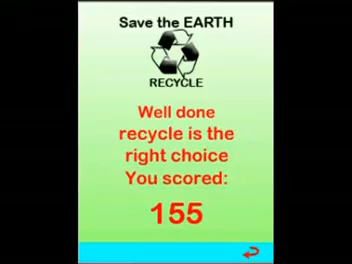 Save the EARTH
RECYCLE
Well done
recycle is the
right choice
You scored:
155